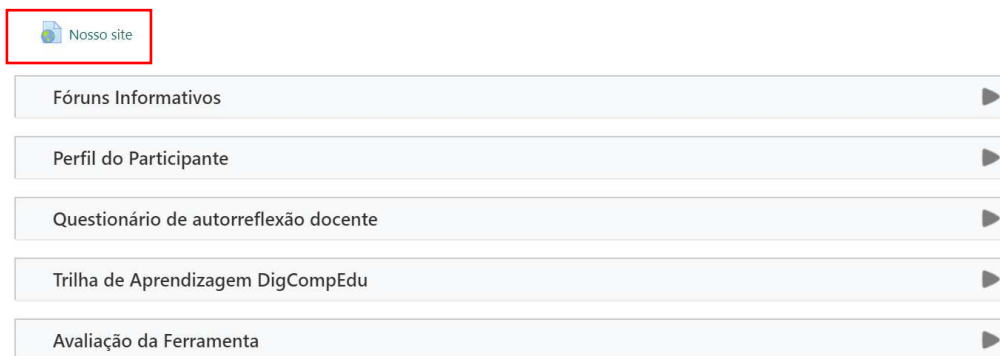 Nosso site
Fóruns Informativos
Perfil do Participante
Questionário de autorreflexão docente
Trilha de Aprendizagem DigCompEdu
Avaliação da Ferramenta